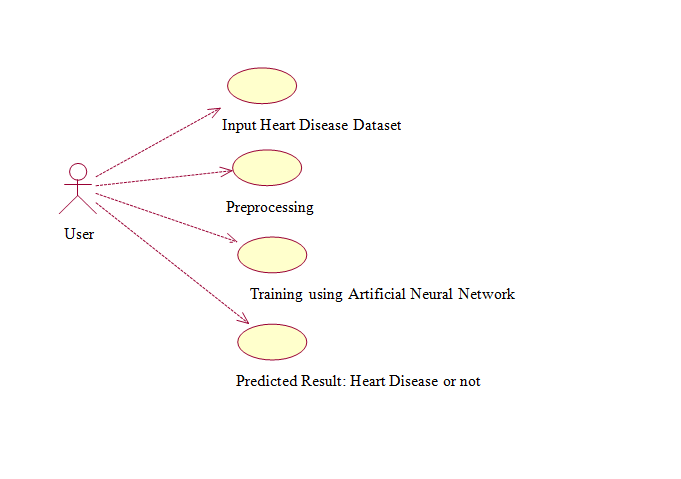 Input Heart Disease Dataset
Preprocessing
User
Training using Artificial Neural Network
Predicted Result: Heart Disease or not